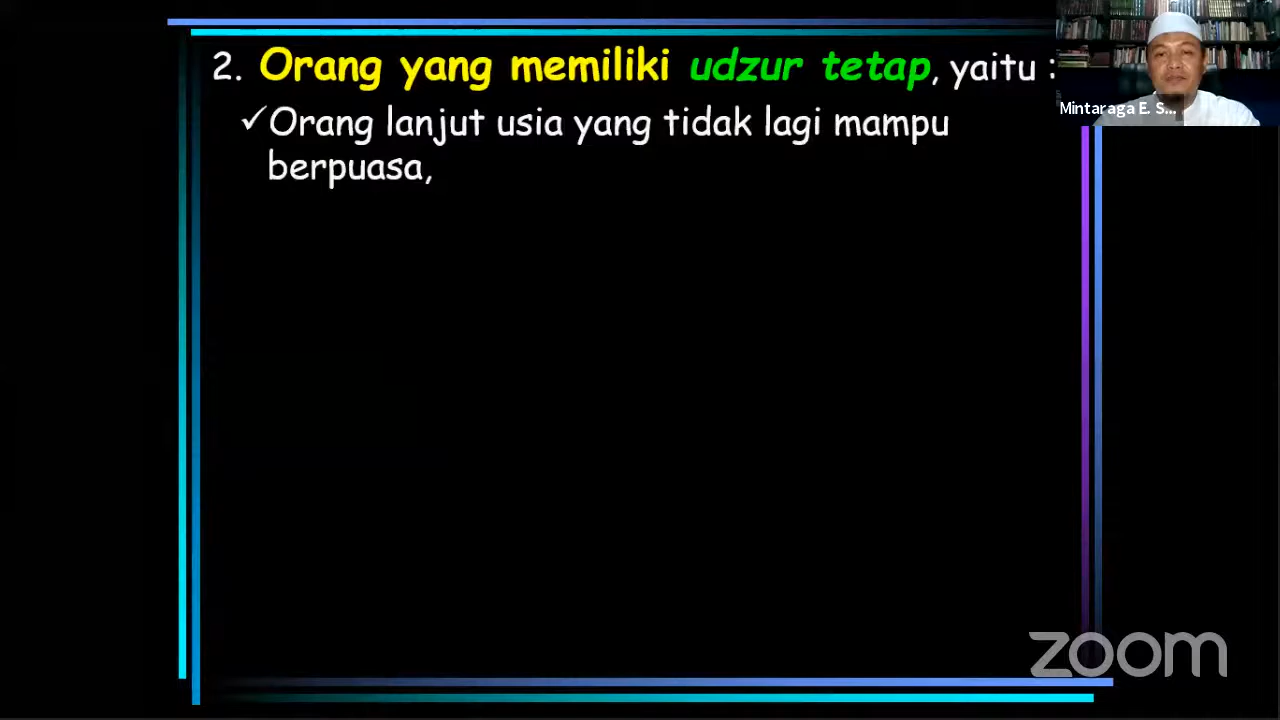 2. Orang yang memiliki udzur tetap, yaitu :
✓Orang lanjut usia yang tidak lagi mampu
berpuasa,
Mintaraga E. S...
zoom